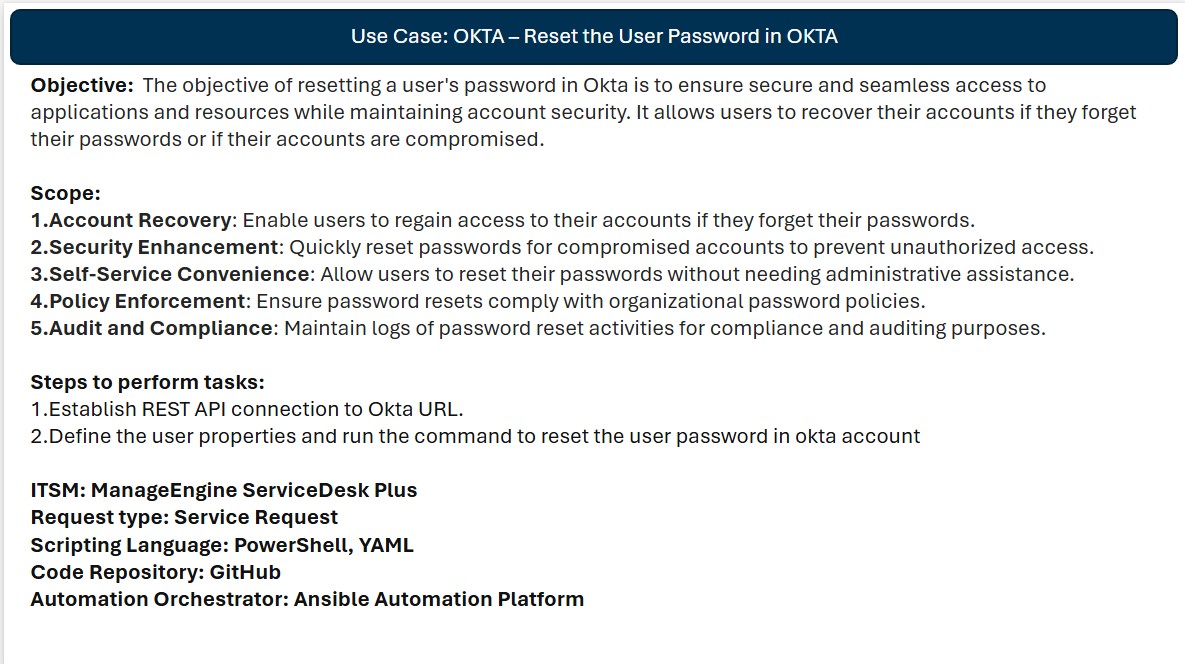 Use Case: OKTA – Reset the User Password in OKTA
Objective: The objective of resetting a user's password in Okta is to ensure secure and seamless access to
applications and resources while maintaining account security. It allows users to recover their accounts if they forget
their passwords or if their accounts are compromised.
Scope:
1.Account Recovery: Enable users to regain access to their accounts if they forget their passwords.
2.Security Enhancement: Quickly reset passwords for compromised accounts to prevent unauthorized access.
3.Self-Service Convenience: Allow users to reset their passwords without needing administrative assistance.
4.Policy Enforcement: Ensure password resets comply with organizational password policies.
5.Audit and Compliance: Maintain logs of password reset activities for compliance and auditing purposes.
Steps to perform tasks:
1.Establish REST API connection to Okta URL.
2.Define the user properties and run the command to reset the user password in okta account
ITSM: ManageEngine ServiceDesk Plus
Request type: Service Request
Scripting Language: PowerShell, YAML
Code Repository: GitHub
Automation Orchestrator: Ansible Automation Platform